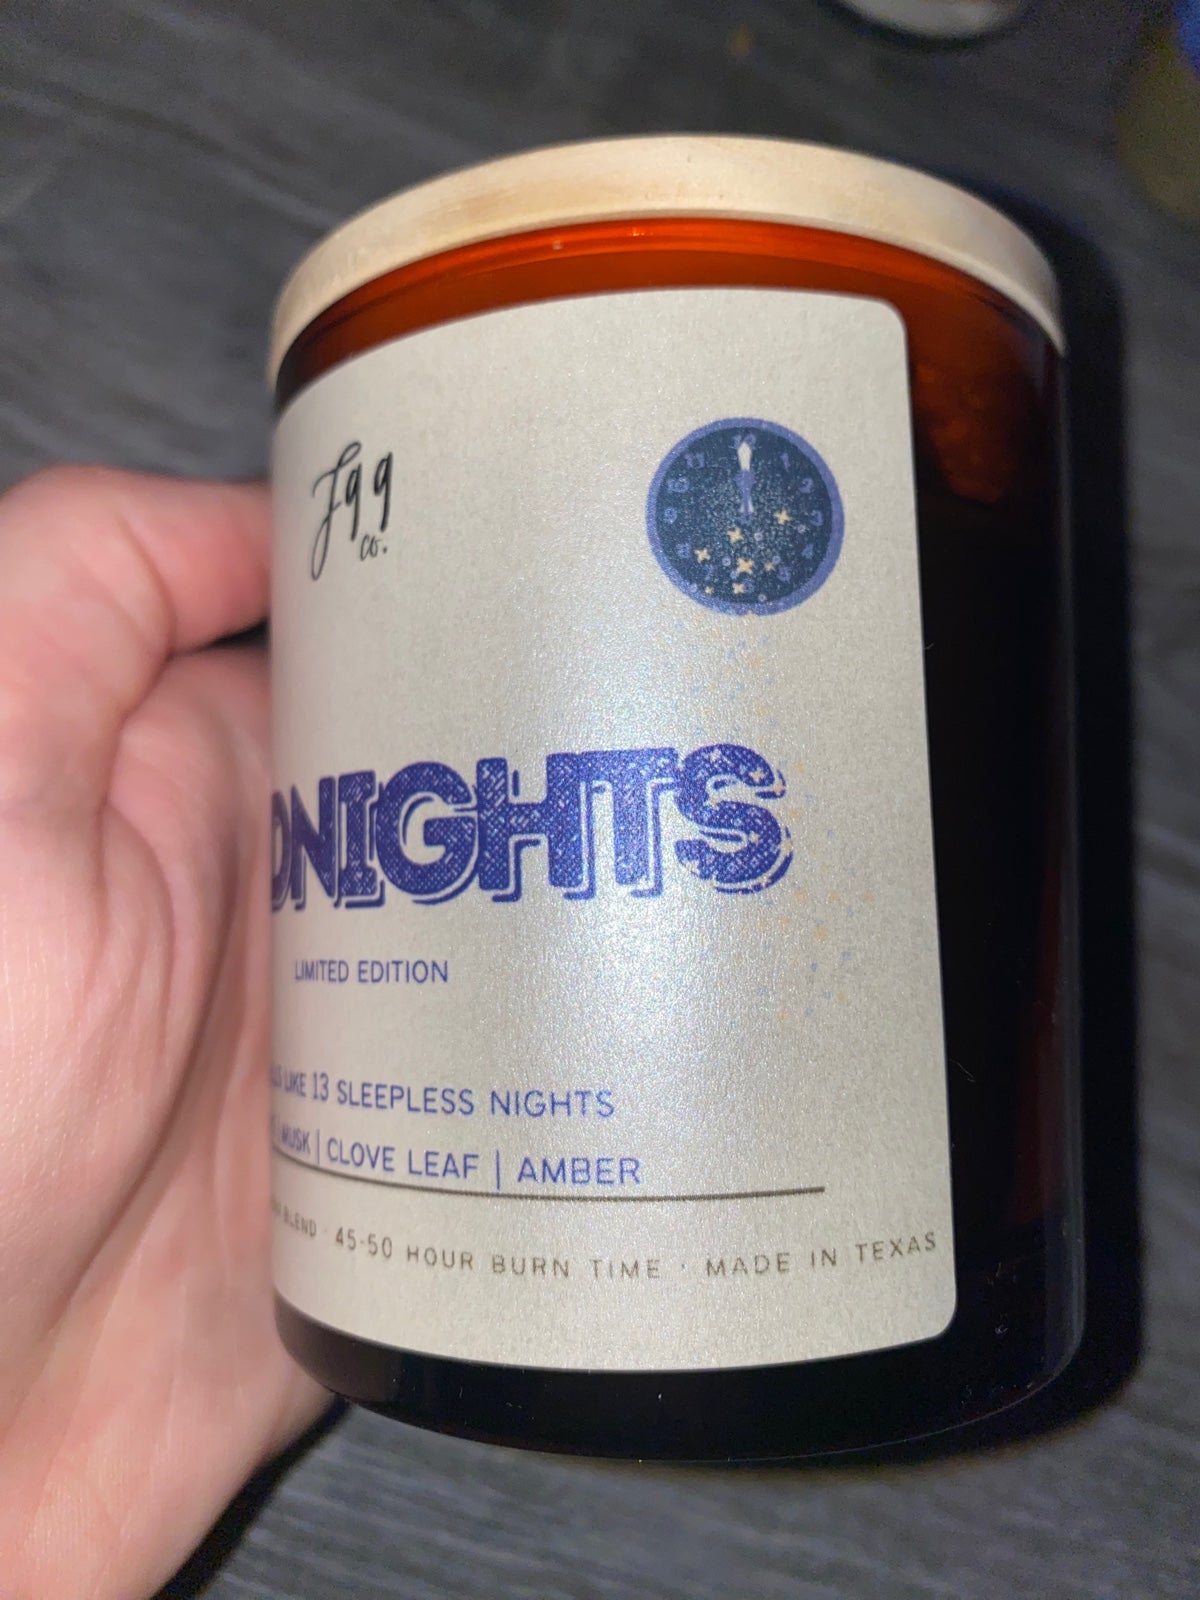 J99
co.
DNIGHTS
LIMITED EDITION
LIKE 13 SLEEPLESS NIGHTS
MUSK | CLOVE LEAF | AMBER
BLEND · 45-50 HOUR BURN TIME · MADE IN TEXAS